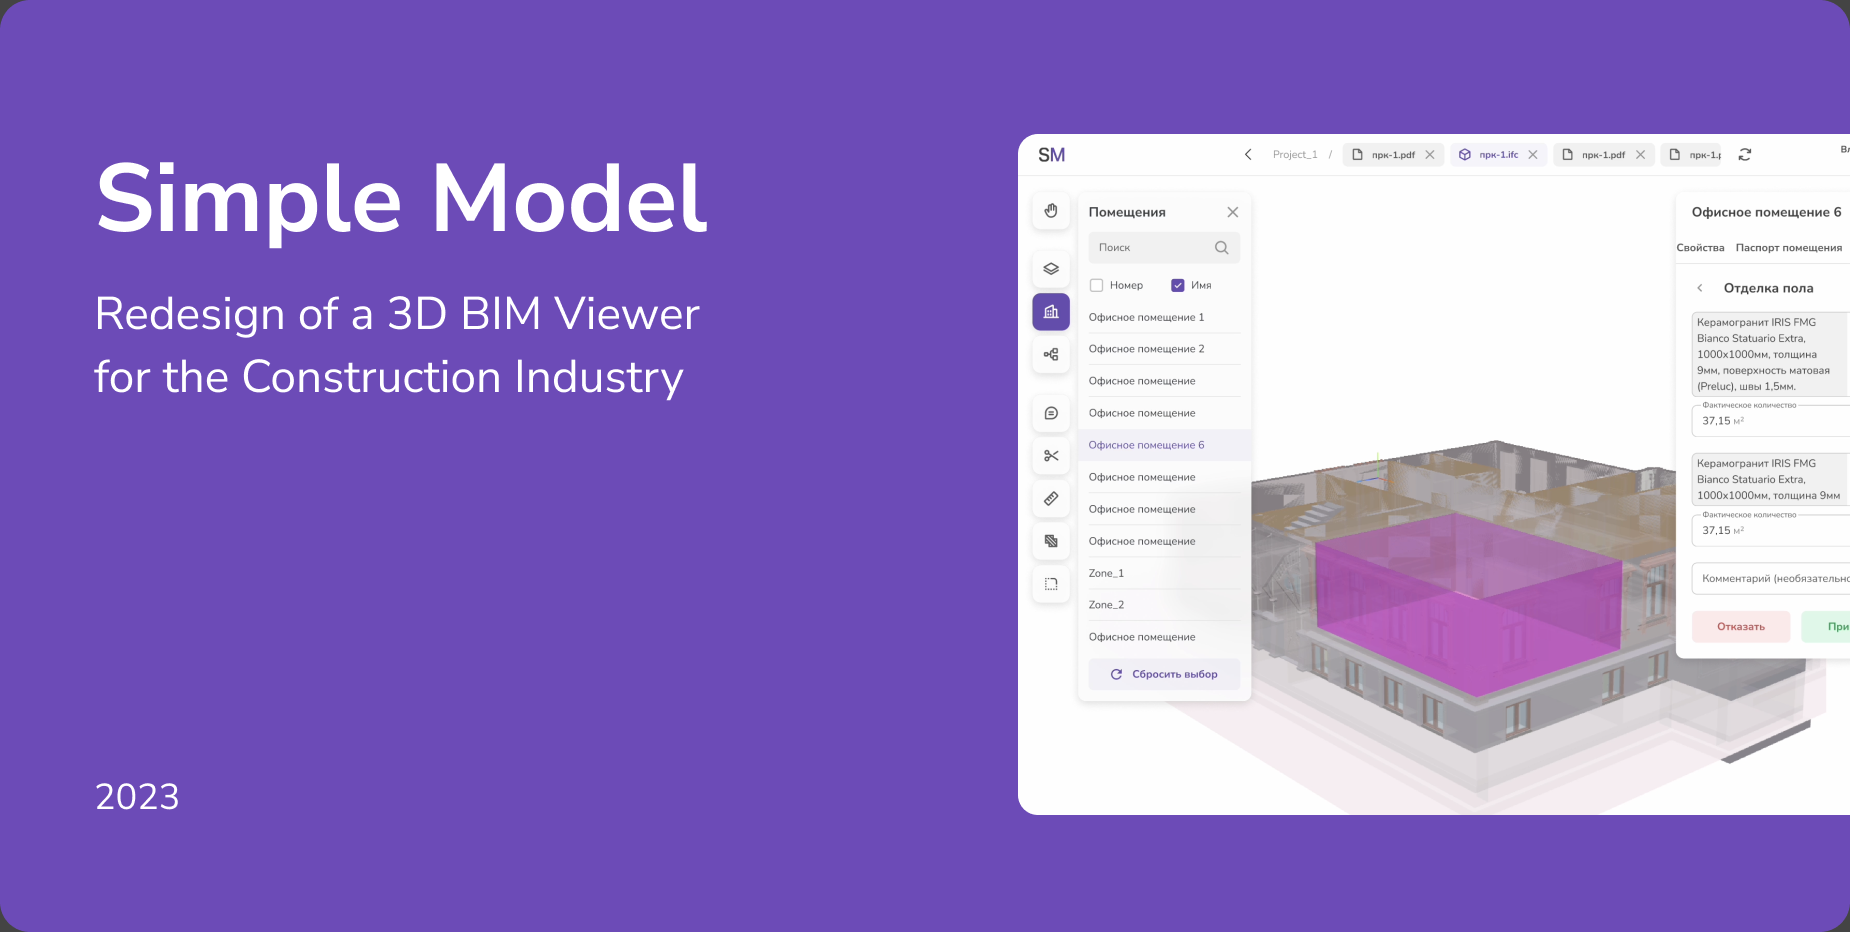 Simple Model
Redesign of a 3D BIM Viewer
for the Construction Industry
2023
SM
Project_1 /
прк-1.pdf
прк-1.ifc
прк-1.pdf
Помещения
Поиск
Номер
Имя
Офисное помещение 1
Офисное помещение 2
Офисное помещение
Офисное помещение
Офисное помещение 6
Офисное помещение
Офисное помещение
Офисное помещение
Zone_1
Zone_2
Офисное помещение
Сбросить выбор
Офисное помещение 6
Свойства
Паспорт помещения
Отделка пола
Керамогранит IRIS FMG
Bianco Statuario Extra,
1000х1000мм, толщина
9мм, поверхность матовая
(Preluc), швы 1,5мм.
Фактическое количество
37,15 м²
Керамогранит IRIS FMG
Bianco Statuario Extra,
1000х1000мм, толщина 9мм
Фактическое количество
37,15 м²
Комментарий
Отказать